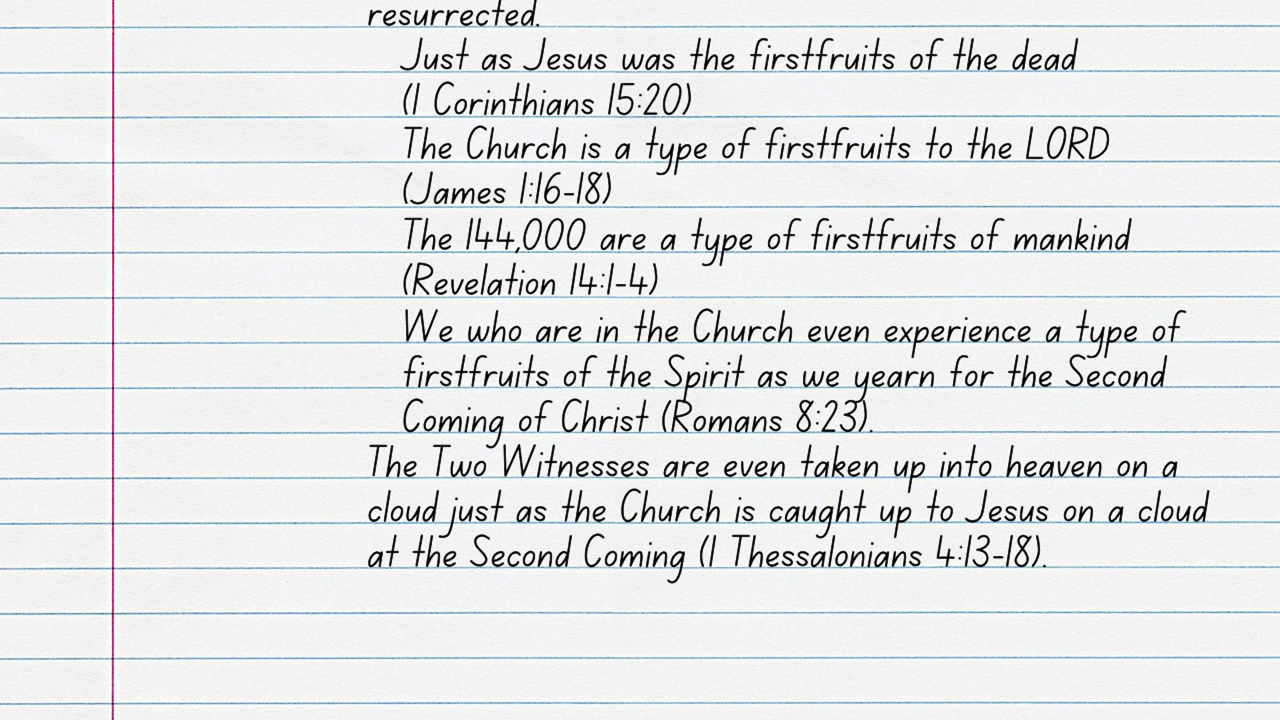 resurrected.
Just as Jesus was the firstfruits of the dead
(1 Corinthians 15:20)
The Church is a type of firstfruits to the LORD
(James 1:16-18)
The 144,000 are a type of firstfruits of mankind
(Revelation 14:1-4)
We who are in the Church even experience a type of
firstfruits of the Spirit as we yearn for the Second
Coming of Christ (Romans 8:23).
The Two Witnesses are even taken up into heaven on a
cloud just as the Church is caught up to Jesus on a cloud
at the Second Coming (1 Thessalonians 4:13-18).